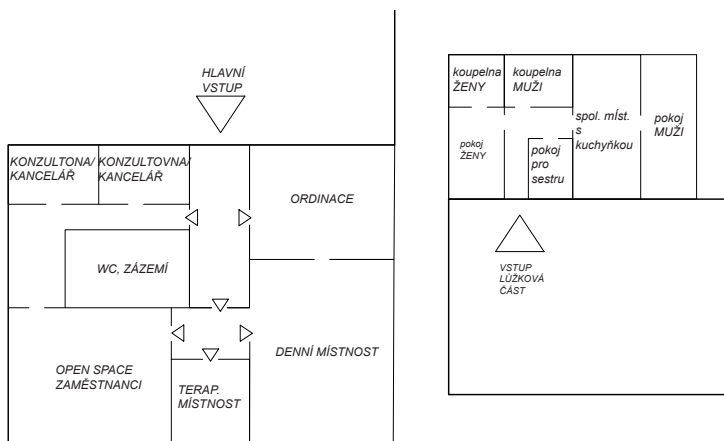 HLAVNÍ
VSTUP
KONZULTONA/
KANCELÁŘ
KONZULTOVNA/
KANCELÁŘ
ORDINACE
WC, ZÁZEMÍ
OPEN SPACE
ZAMĚSTNANCI
TERAP.
MÍSTNOST
DENNÍ MÍSTNOST
koupelna
ŽENY
koupelna
MUŽI
pokoj
ŽENY
pokoj
pro
sestru
spol. míst.
s
kuchyňkou
pokoj
MUŽI
VSTUP
LŮŽKOVÁ
ČÁST